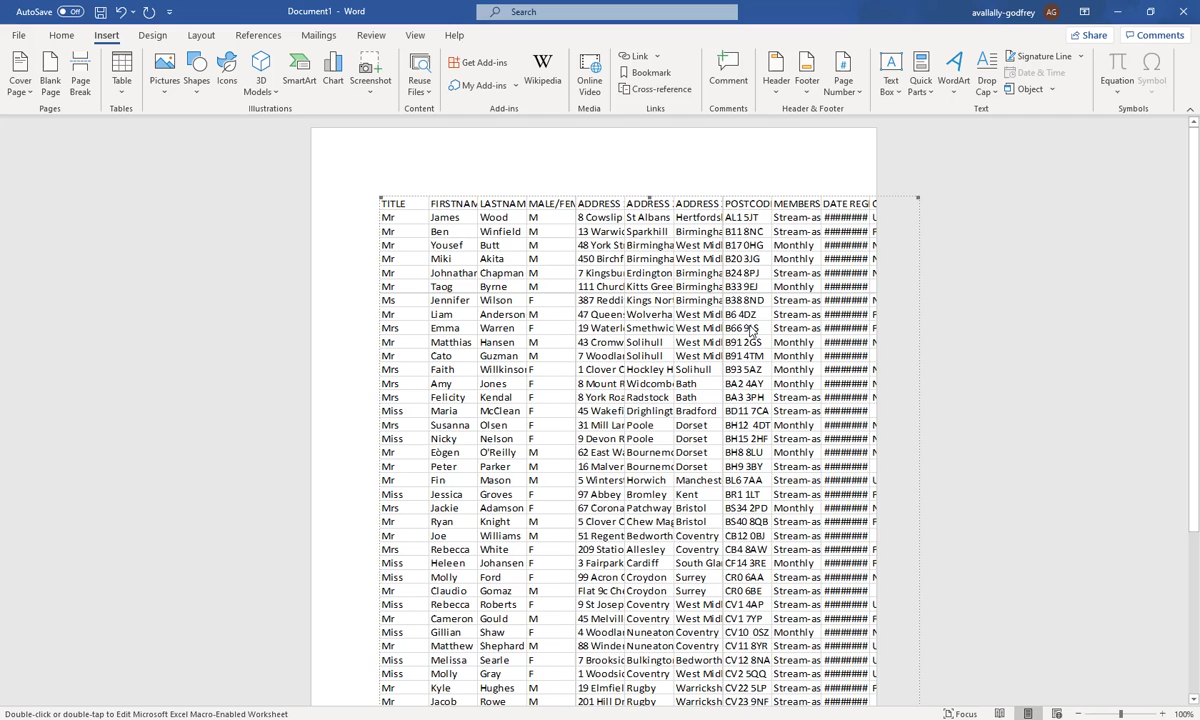 AutoSave Off Document1 - Word Search avallally-godfrey AG
File Home Insert Design Layout References Mailings Review View Help Share Comments
Cover Page Blank Page Page Break Table Pictures Shapes Icons 3D Models SmartArt Chart Screenshot Reuse Files Get Add-ins My Add-ins Wikipedia Online Video Link Bookmark Cross-reference Comment Header Footer Page Number Text Box Quick Parts WordArt Drop Cap Signature Line Date & Time Object Equation Symbol
Pages Tables Illustrations Content Add-ins Media Links Comments Header & Footer Text Symbols
TITLE FIRSTNAM LASTNAM MALE/FEM ADDRESS ADDRESS ADDRESS POSTCOD MEMBERS DATE REG
Mr James Wood M 8 Cowslip St Albans Hertfords AL1 5JT Stream-as ########
Mr Ben Winfield M 13 Warwic Sparkhill Birmingha B11 8NC Stream-as ########
Mr Yousef Butt M 48 York St Birmingha West Mid B17 0HG Monthly ########
Mr Miki Akita M 450 Birchf Birmingha West Mid B20 3JG Monthly ########
Mr Johnathan Chapman M 7 Kingsbu Erdington Birmingha B24 8PJ Stream-as ########
Mr Taog Byrne M 111 Churc Kitts Gree Birmingha B33 9EJ Monthly ########
Ms Jennifer Wilson F 387 Reddi Kings Nor Birmingha B38 8ND Stream-as ########
Mr Liam Anderson M 47 Queen Wolverha West Mid B6 4DZ Stream-as ########
Mrs Emma Warren F 19 Waterl Smethwic West Mid B66 Stream-as ########
Mr Matthias Hansen M 43 Cromw Solihull West Mid B91 2GS Monthly ########
Mr Cato Guzman M 7 Woodla Solihull West Mid B91 4TM Monthly ########
Mrs Faith Willkinso F 1 Clover C Hockley H Solihull B93 5AZ Monthly ########
Mrs Amy Jones F 8 Mount R Widcomb Bath BA2 4AY Monthly ########
Mrs Felicity Kendal F 8 York Roa Radstock Bath BA3 3PH Stream-as ########
Miss Maria McClean F 45 Wakefi Drighlingt Bradford BD11 7CA Stream-as ########
Mrs Susanna Olsen F 31 Mill Lan Poole Dorset BH12 4DT Monthly ########
Miss Nicky Nelson F 9 Devon R Poole Dorset BH15 2HF Stream-as ########
Mr Eògen O'Reilly M 62 East Wa Bournemo Dorset BH8 8LU Monthly ########
Mr Peter Parker M 16 Malver Bournemo Dorset BH9 3BY Stream-as ########
Mr Fin Mason M 5 Winters Horwich Manchest BL6 7AA Stream-as ########
Miss Jessica Groves F 97 Abbey Bromley Kent BR1 1LT Stream-as ########
Mrs Jackie Adamson F 67 Corona Patchway Bristol BS34 2PD Monthly ########
Mr Ryan Knight M 5 Clover C Chew Mag Bristol BS40 8QB Stream-as ########
Mr Joe Williams M 51 Regent Bedworth Coventry CB12 0BJ Stream-as ########
Mrs Rebecca White F 209 Statio Allesley Coventry CB4 8AW Stream-as ########
Miss Heleen Johansen F 3 Fairpark Cardiff South Gla CF14 3RE Monthly ########
Miss Molly Ford F 99 Acron C Croydon Surrey CR0 6AA Stream-as ########
Mr Claudio Gomaz M Flat 9c Che Croydon Surrey CR0 6BE Stream-as ########
Miss Rebecca Roberts F 9 St Josep Coventry West Mid CV1 4AP Stream-as ########
Mr Cameron Gould M 45 Melvill Coventry West Mid CV1 7YP Stream-as ########
Miss Gillian Shaw F 4 Woodlan Nuneaton Coventry CV10 0SZ Monthly ########
Mr Matthew Shephard M 88 Winder Nuneaton Coventry CV11 8YR Stream-as ########
Miss Melissa Searle F 7 Brooksid Bulkington Bedworth CV12 8NA Stream-as ########
Miss Molly Gray F 1 Woodsid Coventry West Mid CV2 5QQ Stream-as ########
Mr Kyle Hughes M 19 Elmfiel Rugby Warricksh CV22 5LP Stream-as ########
Mr Jacob Rowe M 201 Hill Dr Rugby Warricksh CV23 9NF Stream-as ########
Double-click or double-tap to Edit Microsoft Excel Macro-Enabled Worksheet Focus 100%